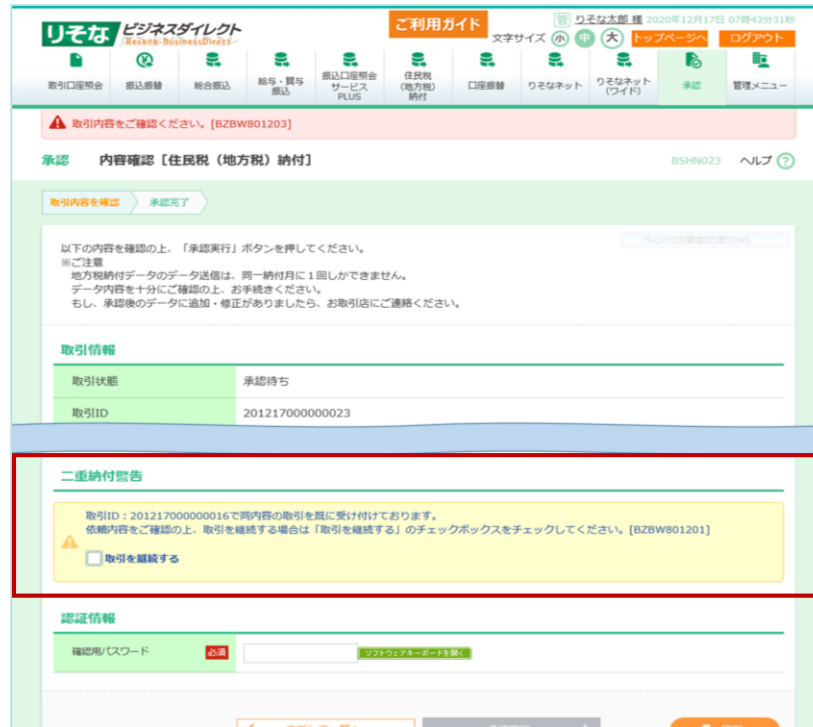 りそな ビジネスダイレクト
Resona BusinessDirect
ご利用ガイド
管 りそな太郎 様 2020年12月17日 07時43分31秒
文字サイズ 小 中 大 トップページへ ログアウト
取引口座照会
振込振替
総合振込
給与・賞与
振込
振込口座照会
サービス
PLUS
住民税
(地方税)
納付
口座振替
りそなネット
りそなネット
(ワイド)
承認
管理メニュー
取引内容をご確認ください。[BZBW801203]
承認 内容確認［住民税（地方税）納付］ BSHN023 ヘルプ ?
取引内容を確認 承認完了
以下の内容を確認の上、「承認実行」ボタンを押してください。
※ご注意
地方税納付データのデータ送信は、同一納付月に１回しかできません。
データ内容を十分にご確認の上、お手続きください。
もし、承認後のデータに追加・修正がありましたら、お取引店にご連絡ください。
取引情報
取引状態 承認待ち
取引ID 201217000000023
二重納付警告
取引ID：201217000000016で同内容の取引を既に受け付けております。
依頼内容をご確認の上、取引を継続する場合は「取引を継続する」のチェックボックスをチェックしてください。[BZBW801201]
取引を継続する
認証情報
確認用パスワード 必須 ソフトウェアキーボードを開く